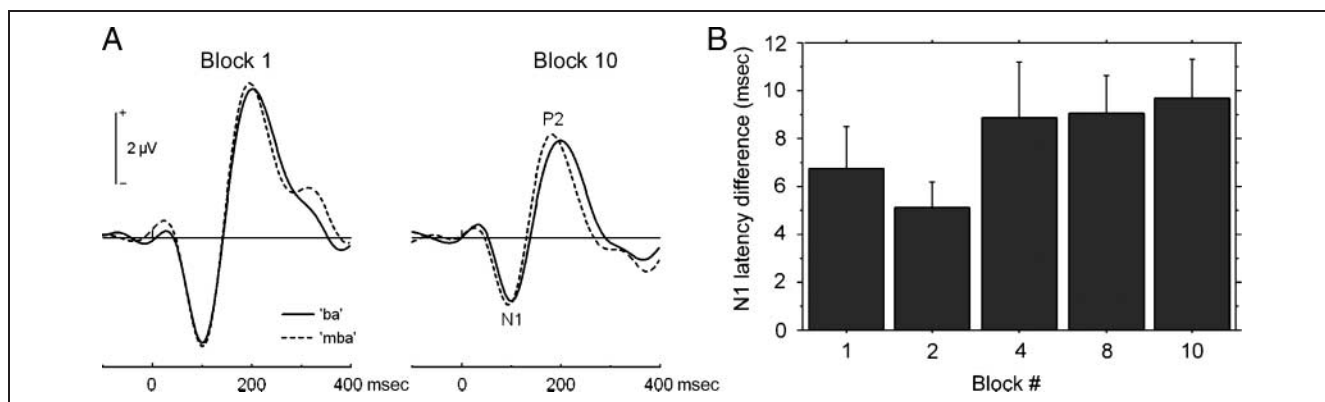 A
Block 1
Block 10
+
2 µV
–
P2
N1
'ba'
'mba'
0 200 400 msec
0 200 400 msec
B
N1 latency difference (msec)
12
10
8
6
4
2
0
1 2 4 8 10
Block #